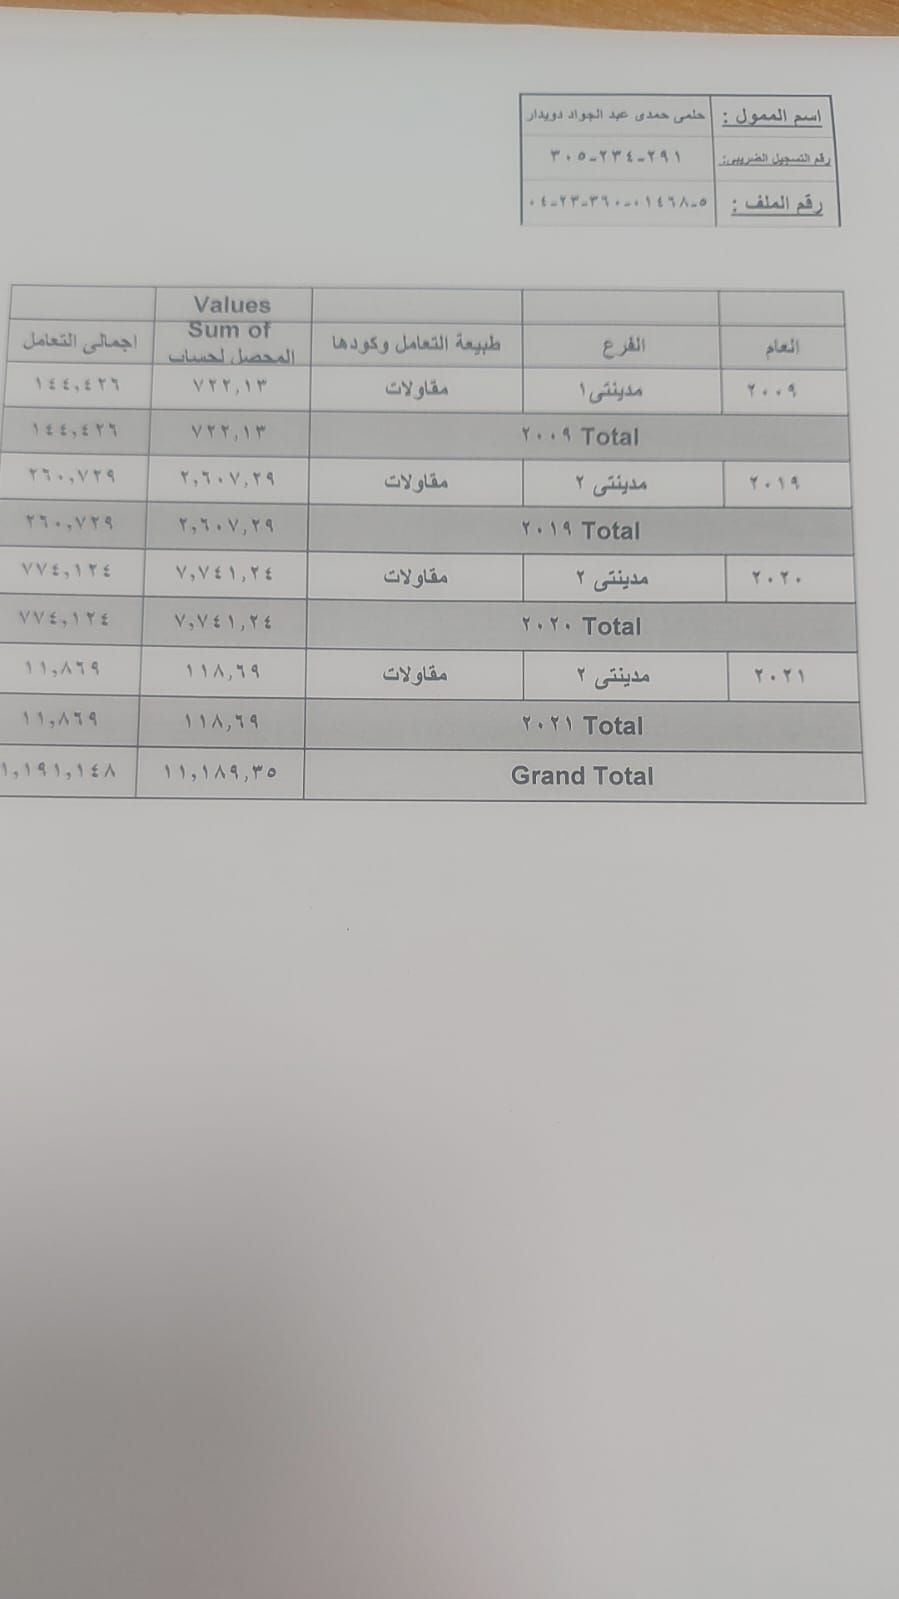 اسم الممول : حلمى حمدى عبد الجواد دويدار
رقم التسجيل الضريبى: ٢٩١-٢٣٤-٣٠٥
رقم الملف : ٥-٠١٤٦٨-٣٦٠-٢٣-٠٤
Values
العام الفرع طبيعة التعامل وكودها Sum of المحصل لحساب اجمالى التعامل
٢٠٠٩ مدينتى١ مقاولات ٧٢٢,١٣ ١٤٤,٤٢٦
٢٠٠٩ Total ٧٢٢,١٣ ١٤٤,٤٢٦
٢٠١٩ مدينتى ٢ مقاولات ٢,٦٠٧,٢٩ ٢٦٠,٧٢٩
٢٠١٩ Total ٢,٦٠٧,٢٩ ٢٦٠,٧٢٩
٢٠٢٠ مدينتى ٢ مقاولات ٧,٧٤١,٢٤ ٧٧٤,١٢٤
٢٠٢٠ Total ٧,٧٤١,٢٤ ٧٧٤,١٢٤
٢٠٢١ مدينتى ٢ مقاولات ١١٨,٦٩ ١١,٨٦٩
٢٠٢١ Total ١١٨,٦٩ ١١,٨٦٩
Grand Total ١١,١٨٩,٣٥ ١,١٩١,١٤٨